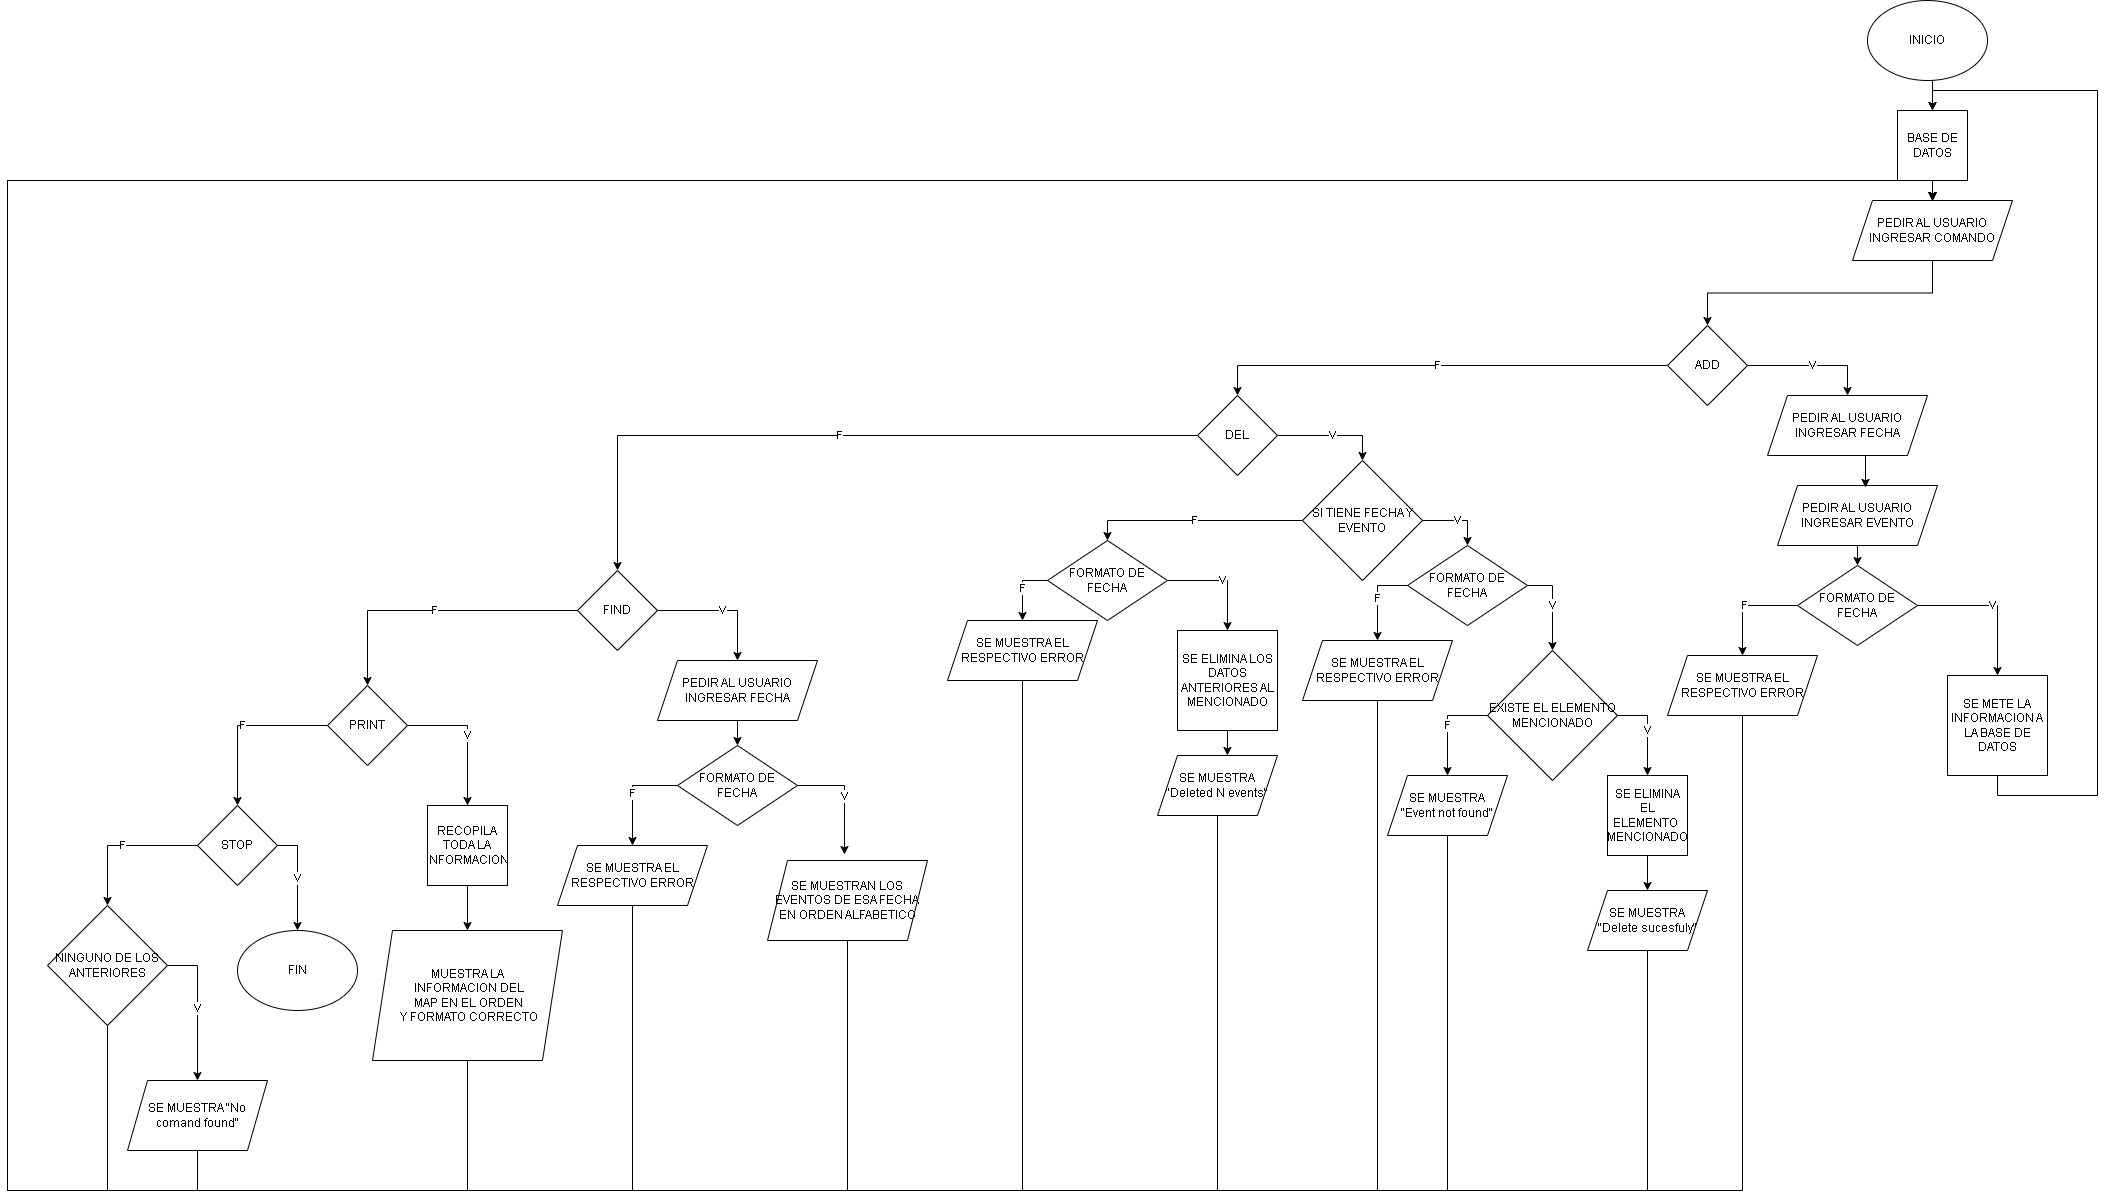 INICIO
BASE DE
DATOS
PEDIR AL USUARIO
INGRESAR COMANDO
ADD
F
V
PEDIR AL USUARIO
INGRESAR FECHA
PEDIR AL USUARIO
INGRESAR EVENTO
FORMATO DE
FECHA
F
V
SE MUESTRA EL
RESPECTIVO ERROR
SE METE LA
INFORMACION A
LA BASE DE
DATOS
DEL
F
V
SI TIENE FECHA Y
EVENTO
F
V
FORMATO DE
FECHA
F
V
SE MUESTRA EL
RESPECTIVO ERROR
SE ELIMINA LOS
DATOS
ANTERIORES AL
MENCIONADO
SE MUESTRA
"Deleted N events"
FORMATO DE
FECHA
F
V
SE MUESTRA EL
RESPECTIVO ERROR
EXISTE EL ELEMENTO
MENCIONADO
F
V
SE MUESTRA
"Event not found"
SE ELIMINA
EL
ELEMENTO
MENCIONADO
SE MUESTRA
"Delete sucesfuly"
FIND
F
V
PEDIR AL USUARIO
INGRESAR FECHA
FORMATO DE
FECHA
F
V
SE MUESTRA EL
RESPECTIVO ERROR
SE MUESTRAN LOS
EVENTOS DE ESA FECHA
EN ORDEN ALFABETICO
PRINT
F
V
RECOPILA
TODA LA
INFORMACION
MUESTRA LA
INFORMACION DEL
MAP EN EL ORDEN
Y FORMATO CORRECTO
STOP
F
V
FIN
NINGUNO DE LOS
ANTERIORES
V
SE MUESTRA "No
comand found"